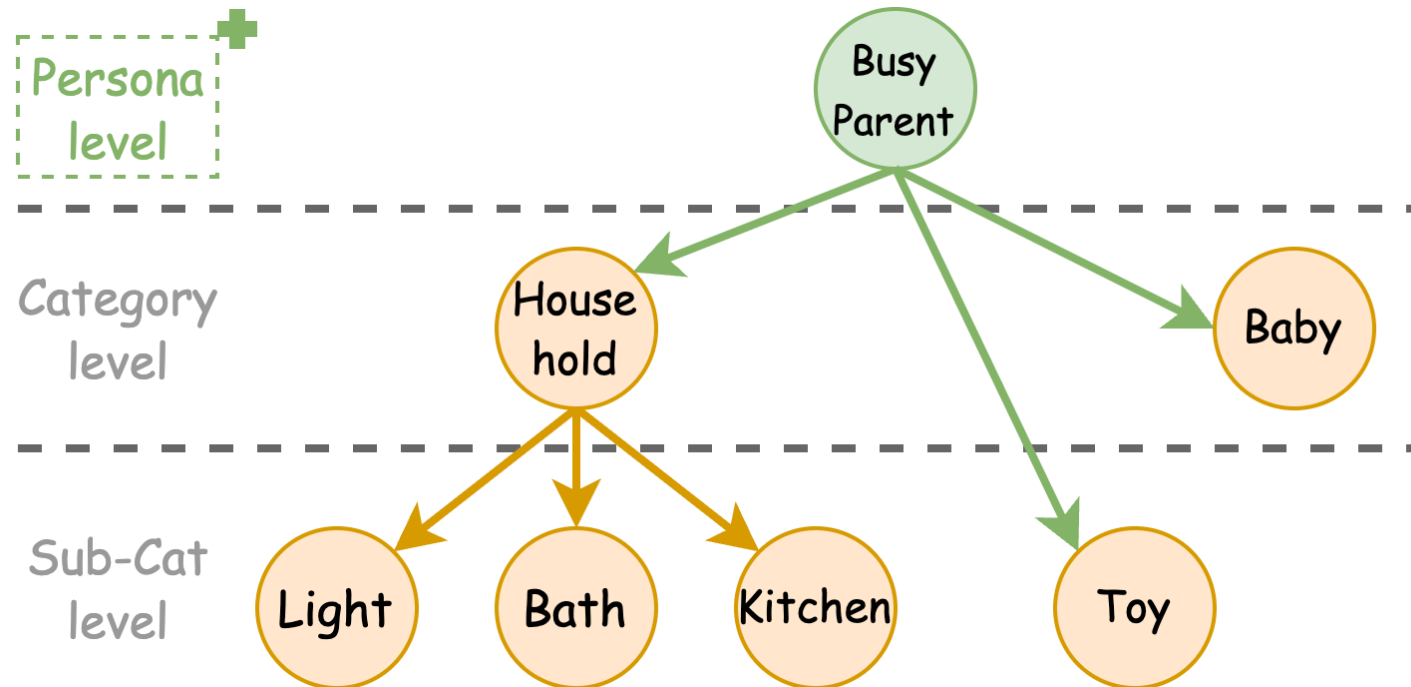 Persona
level
Busy
Parent
Category
level
House
hold
Baby
Sub-Cat
level
Light
Bath
Kitchen
Toy